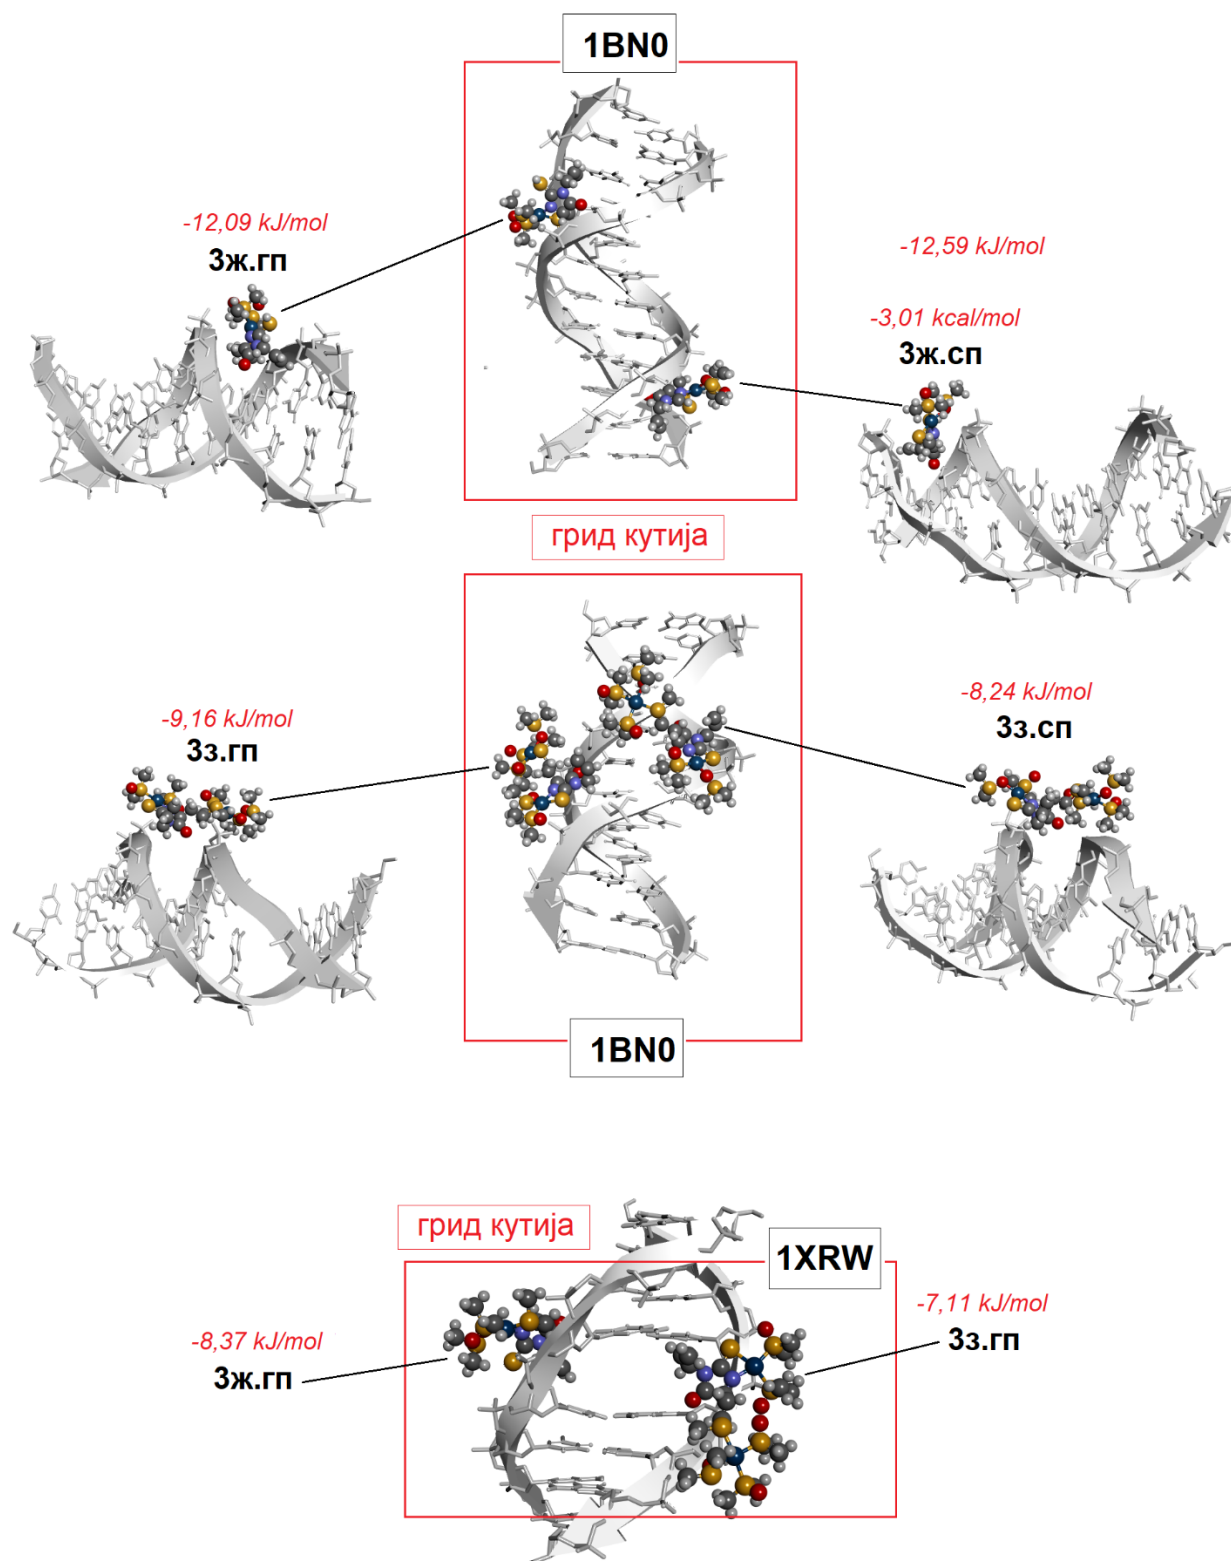 1BN0
-12,09 kJ/mol
3ж.гп
-12,59 kJ/mol
-3,01 kcal/mol
3ж.сп
грид кутија
-9,16 kJ/mol
3з.гп
-8,24 kJ/mol
3з.сп
1BN0
грид кутија
1XRW
-7,11 kJ/mol
3з.гп
-8,37 kJ/mol
3ж.гп